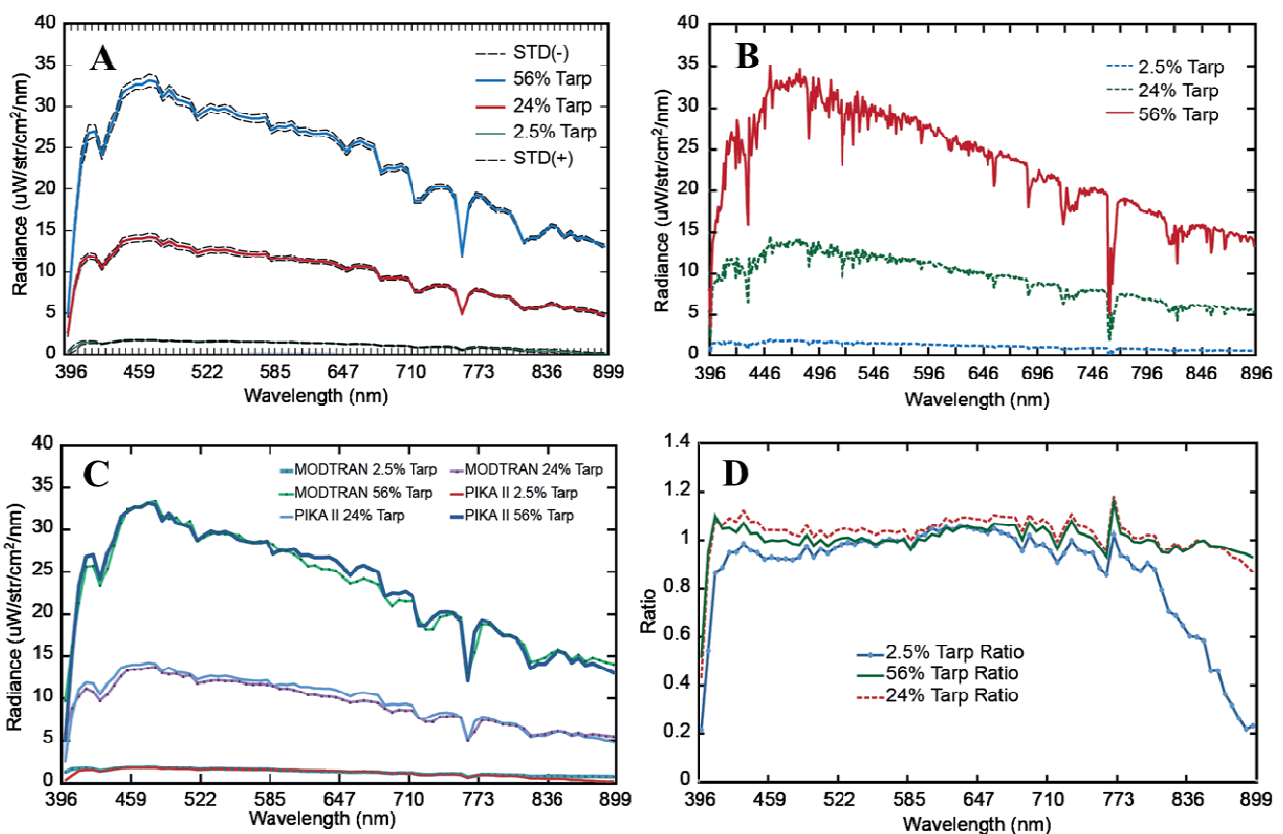 A
40
35
30
25
20
15
10
5
0
Radiance (uW/str/cm²/nm)
STD(-)
56% Tarp
24% Tarp
2.5% Tarp
STD(+)
396 459 522 585 647 710 773 836 899
Wavelength (nm)
B
40
35
30
25
20
15
10
5
0
Radiance (uW/str/cm²/nm)
2.5% Tarp
24% Tarp
56% Tarp
396 446 496 546 596 646 696 746 796 846 896
Wavelength (nm)
C
40
35
30
25
20
15
10
5
0
Radiance (uW/str/cm²/nm)
MODTRAN 2.5% Tarp MODTRAN 24% Tarp
MODTRAN 56% Tarp PIKA II 2.5% Tarp
PIKA II 24% Tarp PIKA II 56% Tarp
396 459 522 585 647 710 773 836 899
Wavelength (nm)
D
1.4
1.2
1
0.8
0.6
0.4
0.2
0
Ratio
2.5% Tarp Ratio
56% Tarp Ratio
24% Tarp Ratio
396 459 522 585 647 710 773 836 899
Wavelength (nm)